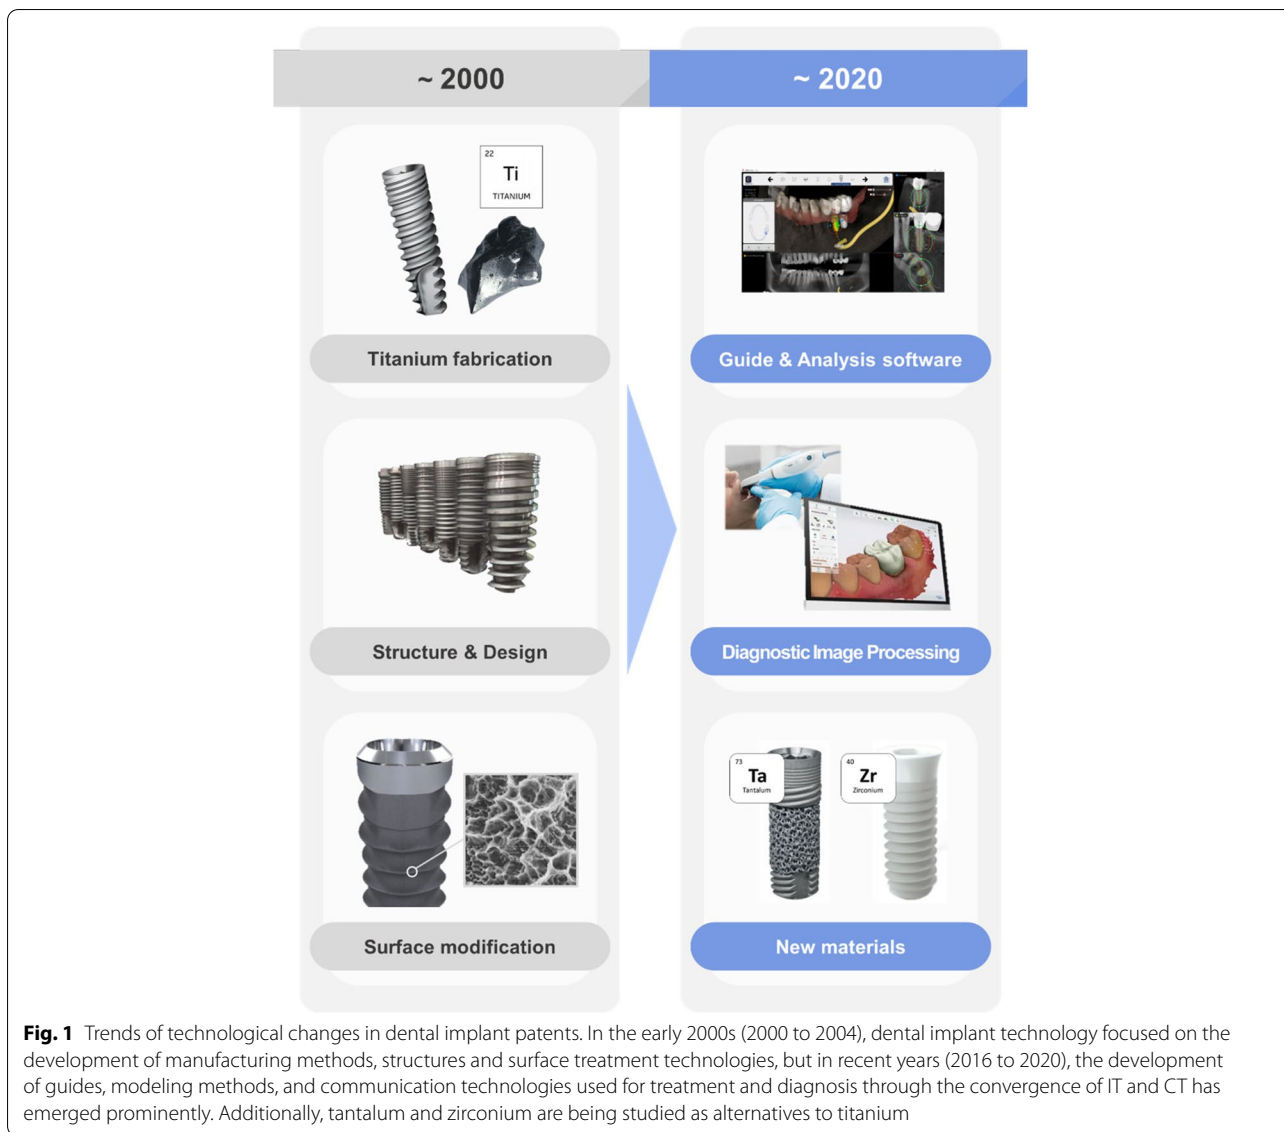 ~ 2000
~ 2020
22
Ti
TITANIUM
Titanium fabrication
Guide & Analysis software
Structure & Design
Diagnostic Image Processing
Surface modification
73
Ta
Tantalum
40
Zr
Zirconium
New materials
Fig. 1 Trends of technological changes in dental implant patents. In the early 2000s (2000 to 2004), dental implant technology focused on the
development of manufacturing methods, structures and surface treatment technologies, but in recent years (2016 to 2020), the development
of guides, modeling methods, and communication technologies used for treatment and diagnosis through the convergence of IT and CT has
emerged prominently. Additionally, tantalum and zirconium are being studied as alternatives to titanium